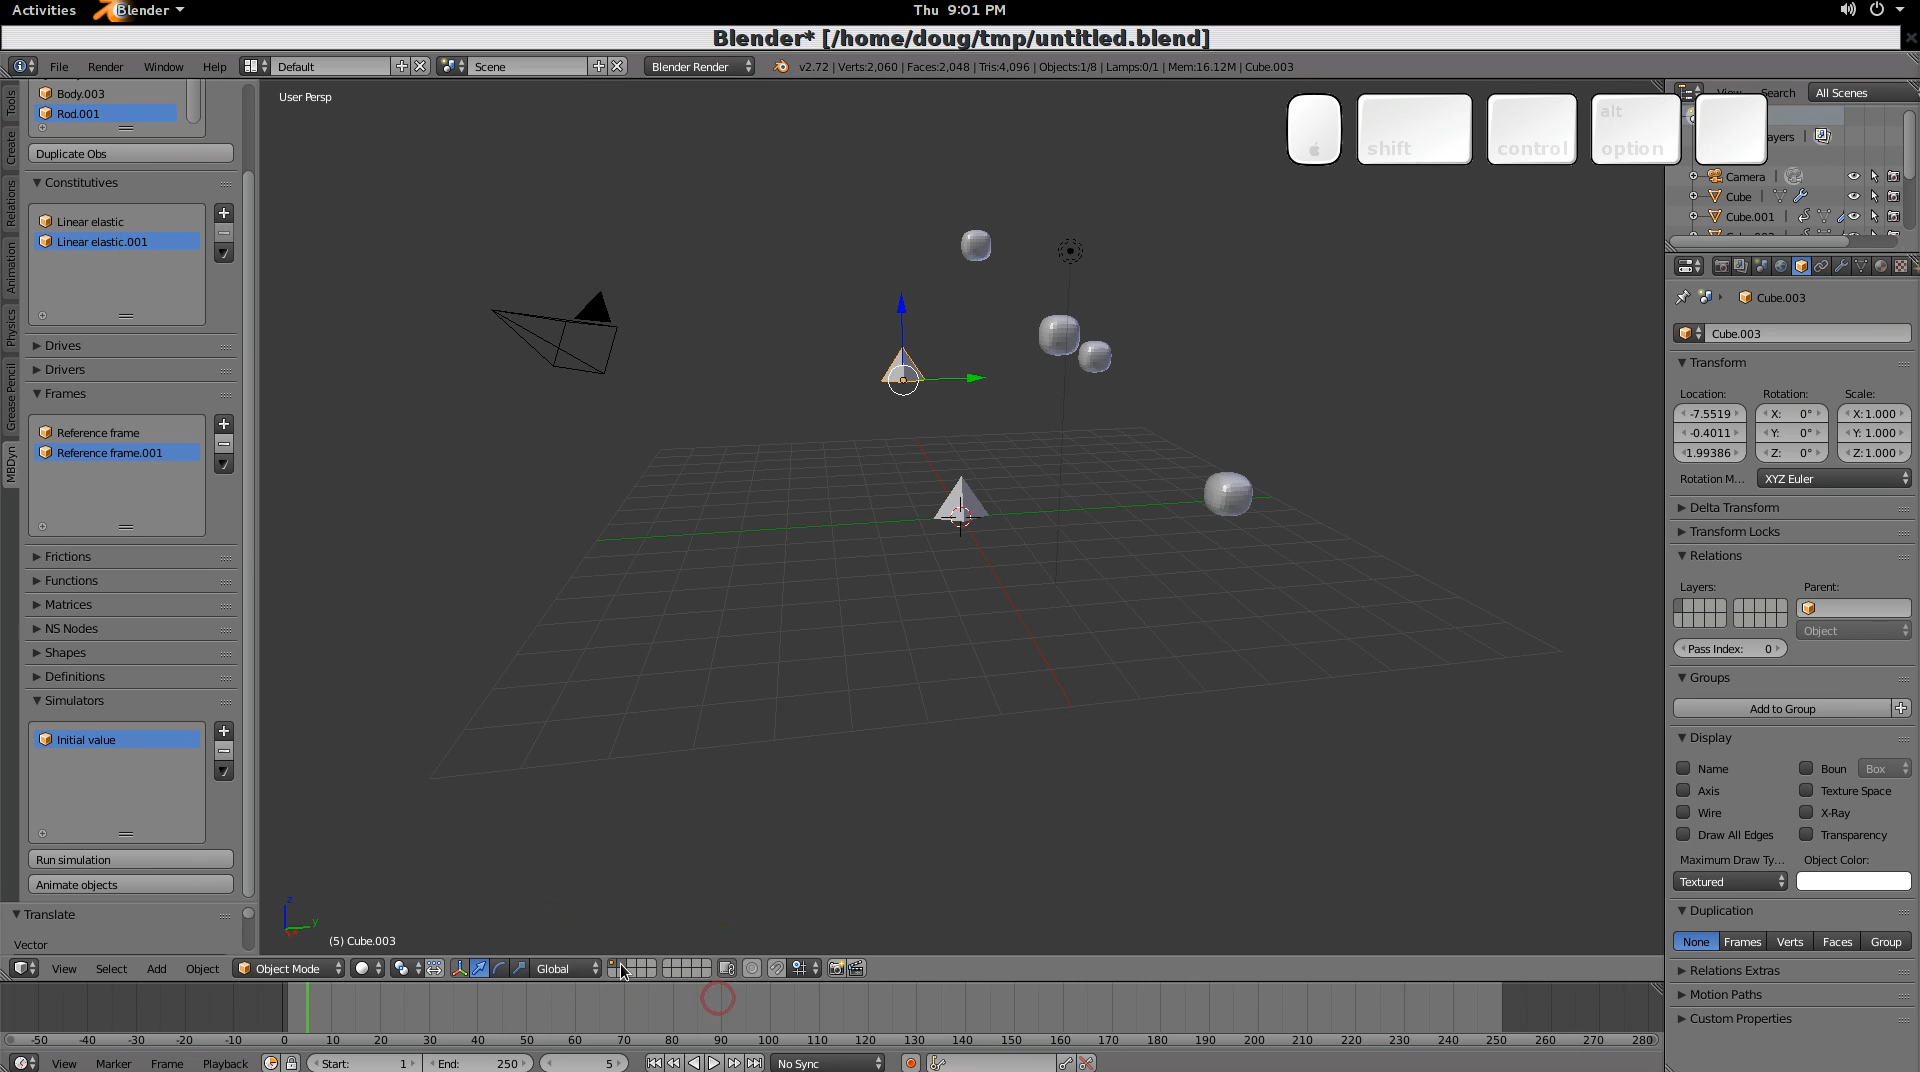 Activities
Blender
Thu 9:01 PM
Blender* [/home/doug/tmp/untitled.blend]
File Render Window Help
Default
Scene
Blender Render
v2.72 | Verts:2,060 | Faces:2,048 | Tris:4,096 | Objects:1/8 | Lamps:0/1 | Mem:16.12M | Cube.003
Tools
Create
Relations
Animation
Physics
Grease Pencil
MBDyn
Body.003
Rod.001
Duplicate Obs
Constitutives
Linear elastic
Linear elastic.001
Drives
Drivers
Frames
Reference frame
Reference frame.001
Frictions
Functions
Matrices
NS Nodes
Shapes
Definitions
Simulators
Initial value
Run simulation
Animate objects
Translate
Vector
User Persp
shift
control
alt
option
z
y
(5) Cube.003
View Select Add Object
Object Mode
Global
-50 -40 -30 -20 -10 0 10 20 30 40 50 60 70 80 90 100 110 120 130 140 150 160 170 180 190 200 210 220 230 240 250 260 270 280
View Marker Frame Playback
Start: 1
End: 250
5
No Sync
View Search All Scenes
ayers
Camera
Cube
Cube.001
Cube.003
Cube.003
Transform
Location: Rotation: Scale:
-7.5519 X: 0° X: 1.000
-0.4011 Y: 0° Y: 1.000
1.99386 Z: 0° Z: 1.000
Rotation M... XYZ Euler
Delta Transform
Transform Locks
Relations
Layers: Parent:
Object
Pass Index: 0
Groups
Add to Group
Display
Name Boun Box
Axis Texture Space
Wire X-Ray
Draw All Edges Transparency
Maximum Draw Ty... Object Color:
Textured
Duplication
None Frames Verts Faces Group
Relations Extras
Motion Paths
Custom Properties